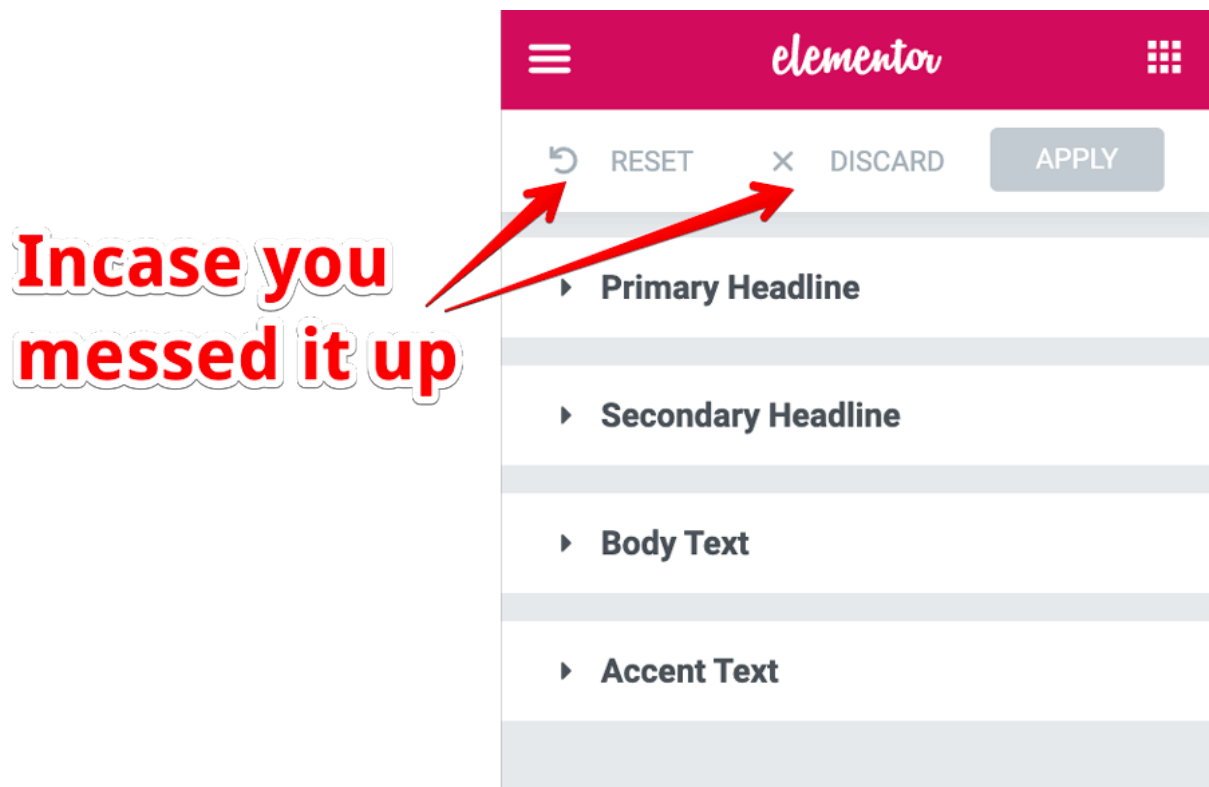 elementor
RESET DISCARD APPLY
Incase you
messed it up
Primary Headline
Secondary Headline
Body Text
Accent Text